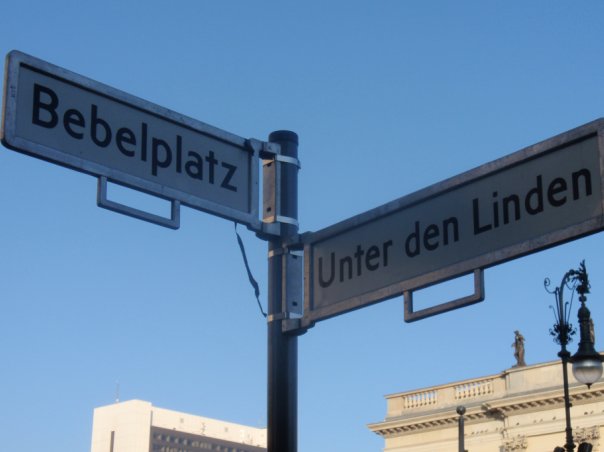 Bebelplatz
Unter den Linden